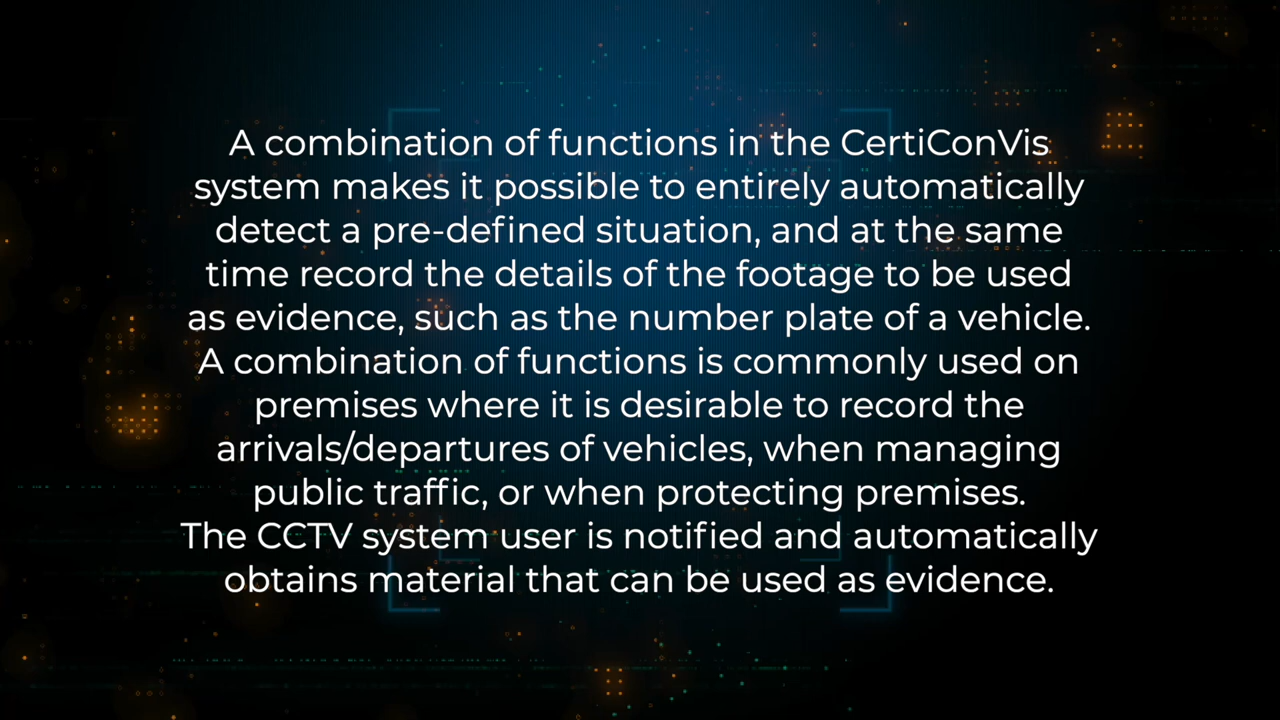 A combination of functions in the CertiConVis
system makes it possible to entirely automatically
detect a pre-defined situation, and at the same
time record the details of the footage to be used
as evidence, such as the number plate of a vehicle.
A combination of functions is commonly used on
premises where it is desirable to record the
arrivals/departures of vehicles, when managing
public traffic, or when protecting premises.
The CCTV system user is notified and automatically
obtains material that can be used as evidence.